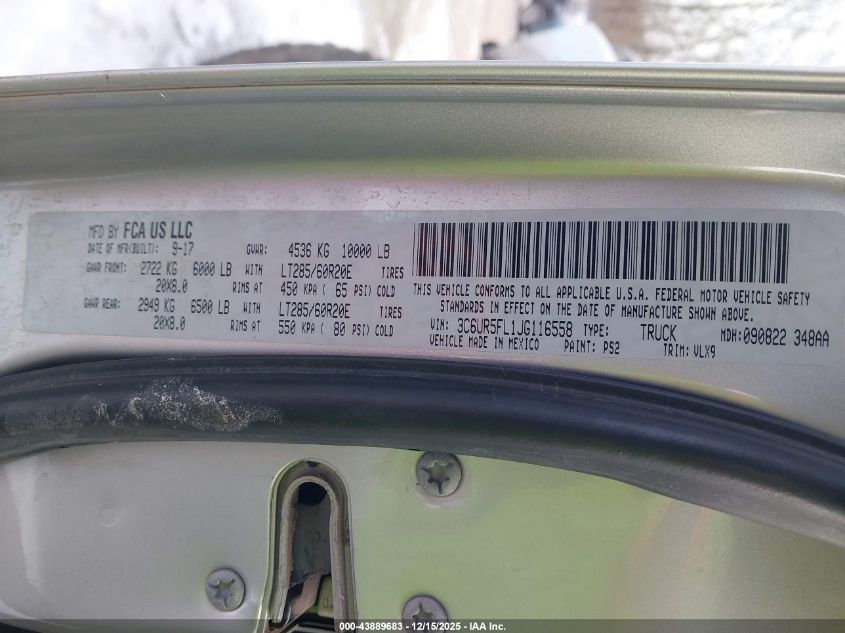 MFD BY FCA US LLC
DATE OF MFR(BUILT): 9-17 GVWR: 4536 KG 10000 LB
GAWR FRONT: 2722 KG 6000 LB WITH LT285/60R20E TIRES
20X8.0 RIMS AT 450 KPA ( 65 PSI) COLD
GAWR REAR: 2949 KG 6500 LB WITH LT285/60R20E TIRES
20X8.0 RIMS AT 550 KPA ( 80 PSI) COLD
THIS VEHICLE CONFORMS TO ALL APPLICABLE U.S.A. FEDERAL MOTOR VEHICLE SAFETY
STANDARDS IN EFFECT ON THE DATE OF MANUFACTURE SHOWN ABOVE.
VIN: 3C6UR5FL1JG116558 TYPE: TRUCK MDH:090822 348AA
VEHICLE MADE IN MEXICO PAINT: PS2 TRIM: VLX9
000-43889683 - 12/15/2025 - IAA Inc.